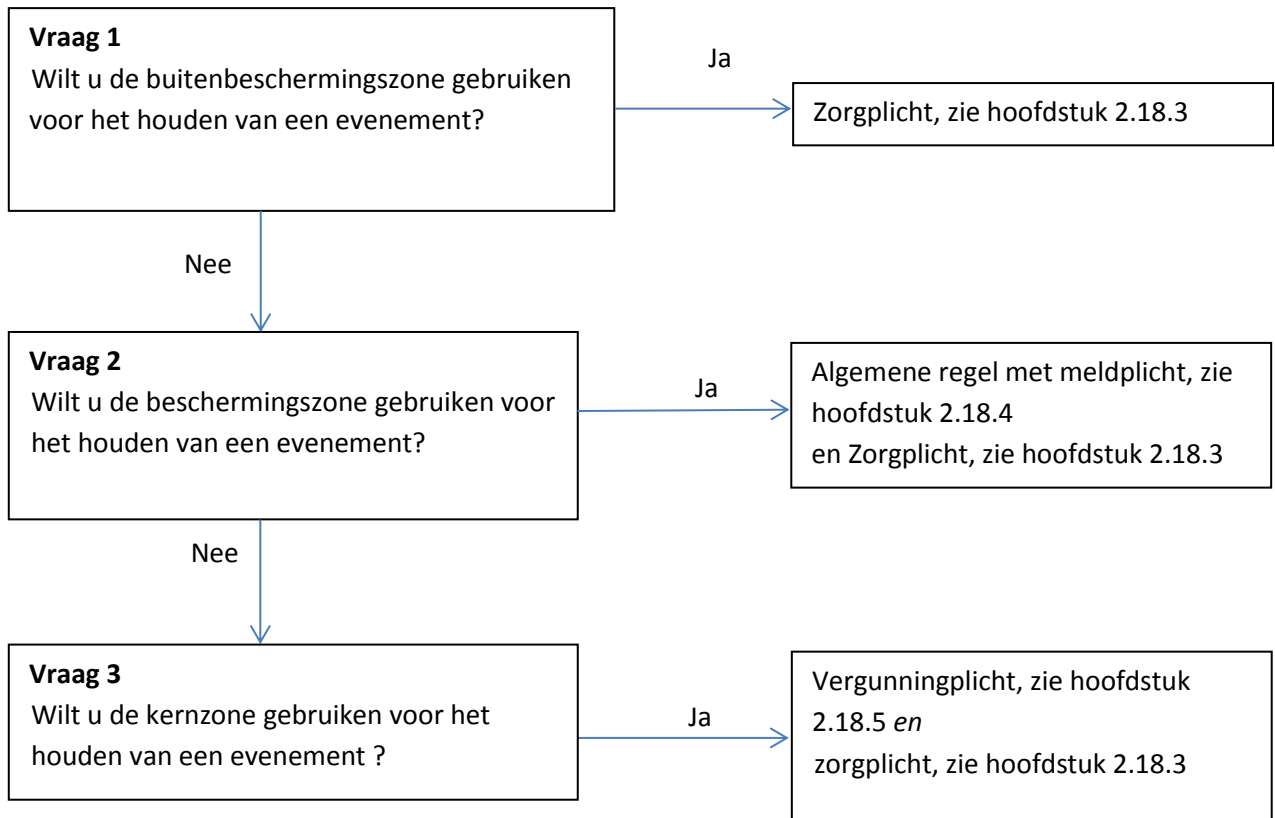 Vraag 1
Wilt u de buitenbeschermingszone gebruiken
voor het houden van een evenement?
Ja
Zorgplicht, zie hoofdstuk 2.18.3
Nee
Vraag 2
Wilt u de beschermingszone gebruiken voor
het houden van een evenement?
Ja
Algemene regel met meldplicht, zie
hoofdstuk 2.18.4
en Zorgplicht, zie hoofdstuk 2.18.3
Nee
Vraag 3
Wilt u de kernzone gebruiken voor het
houden van een evenement ?
Ja
Vergunningplicht, zie hoofdstuk
2.18.5 en
zorgplicht, zie hoofdstuk 2.18.3